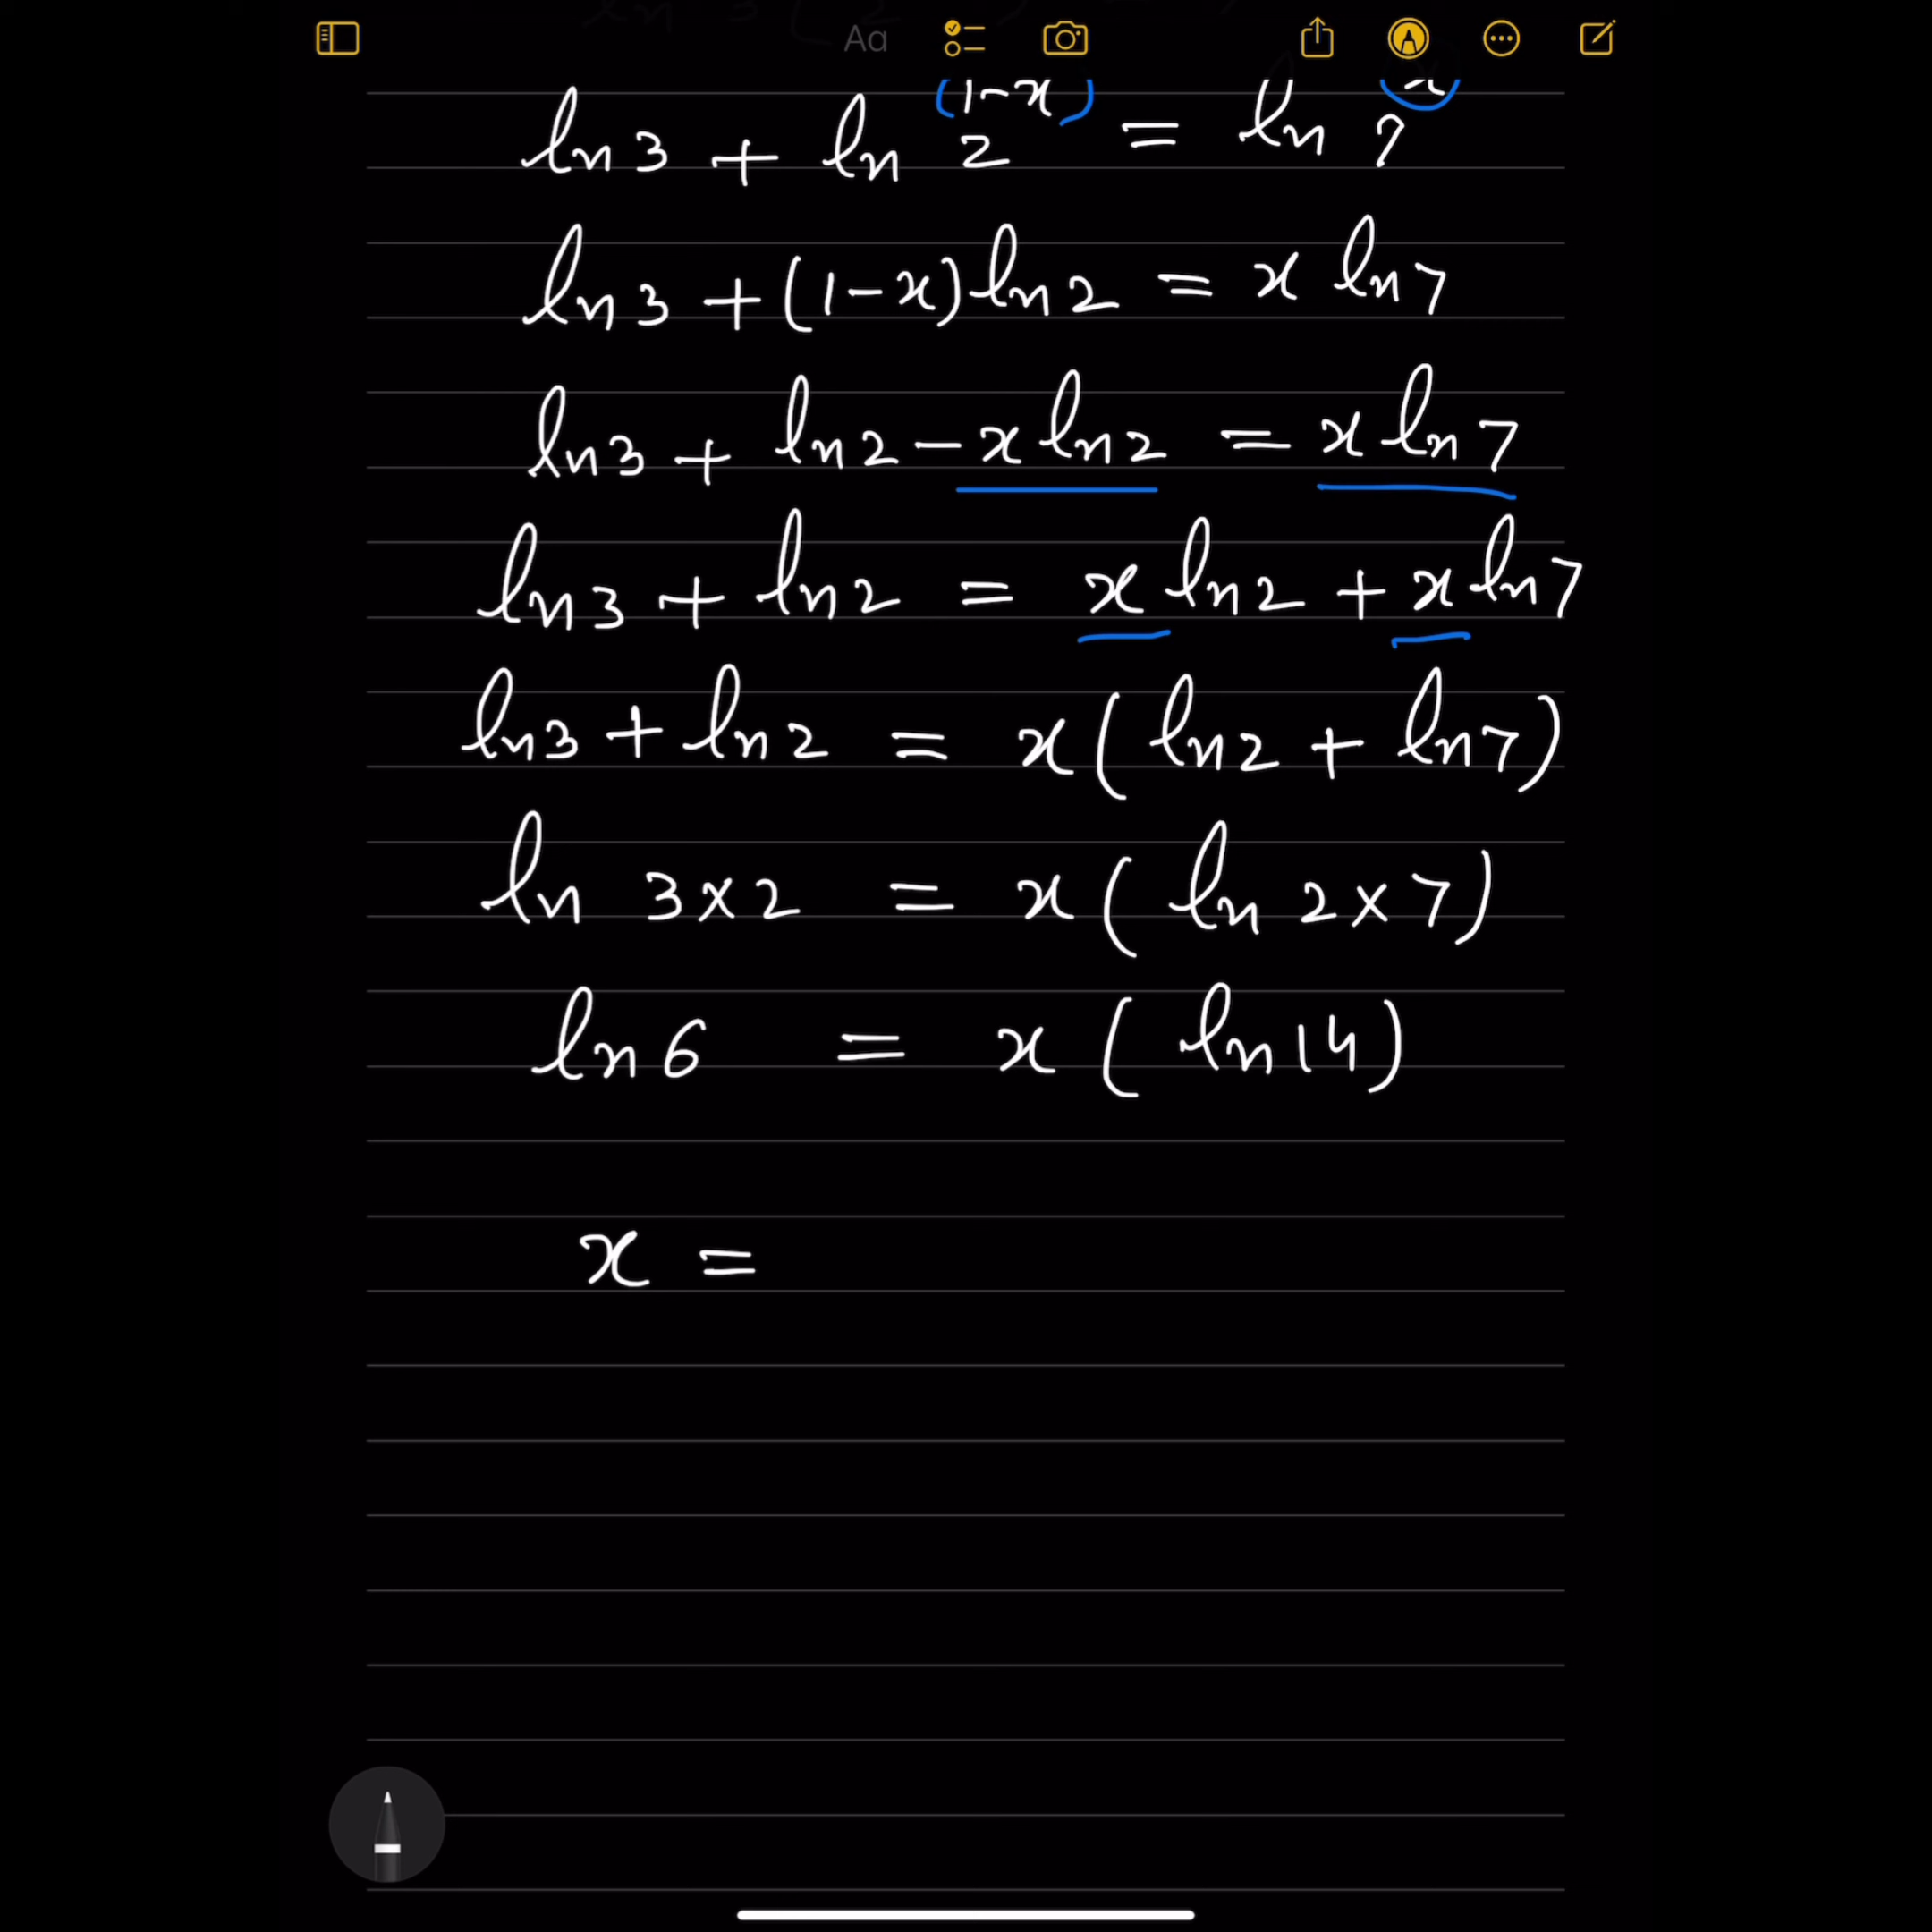 Aa
ln 3 + ln 2^(1-x) = ln 7^x
ln 3 + (1-x) ln 2 = x ln 7
ln 3 + ln 2 - x ln 2 = x ln 7
ln 3 + ln 2 = x ln 2 + x ln 7
ln 3 + ln 2 = x ( ln 2 + ln 7 )
ln 3 × 2 = x ( ln 2 × 7 )
ln 6 = x ( ln 14 )
x =